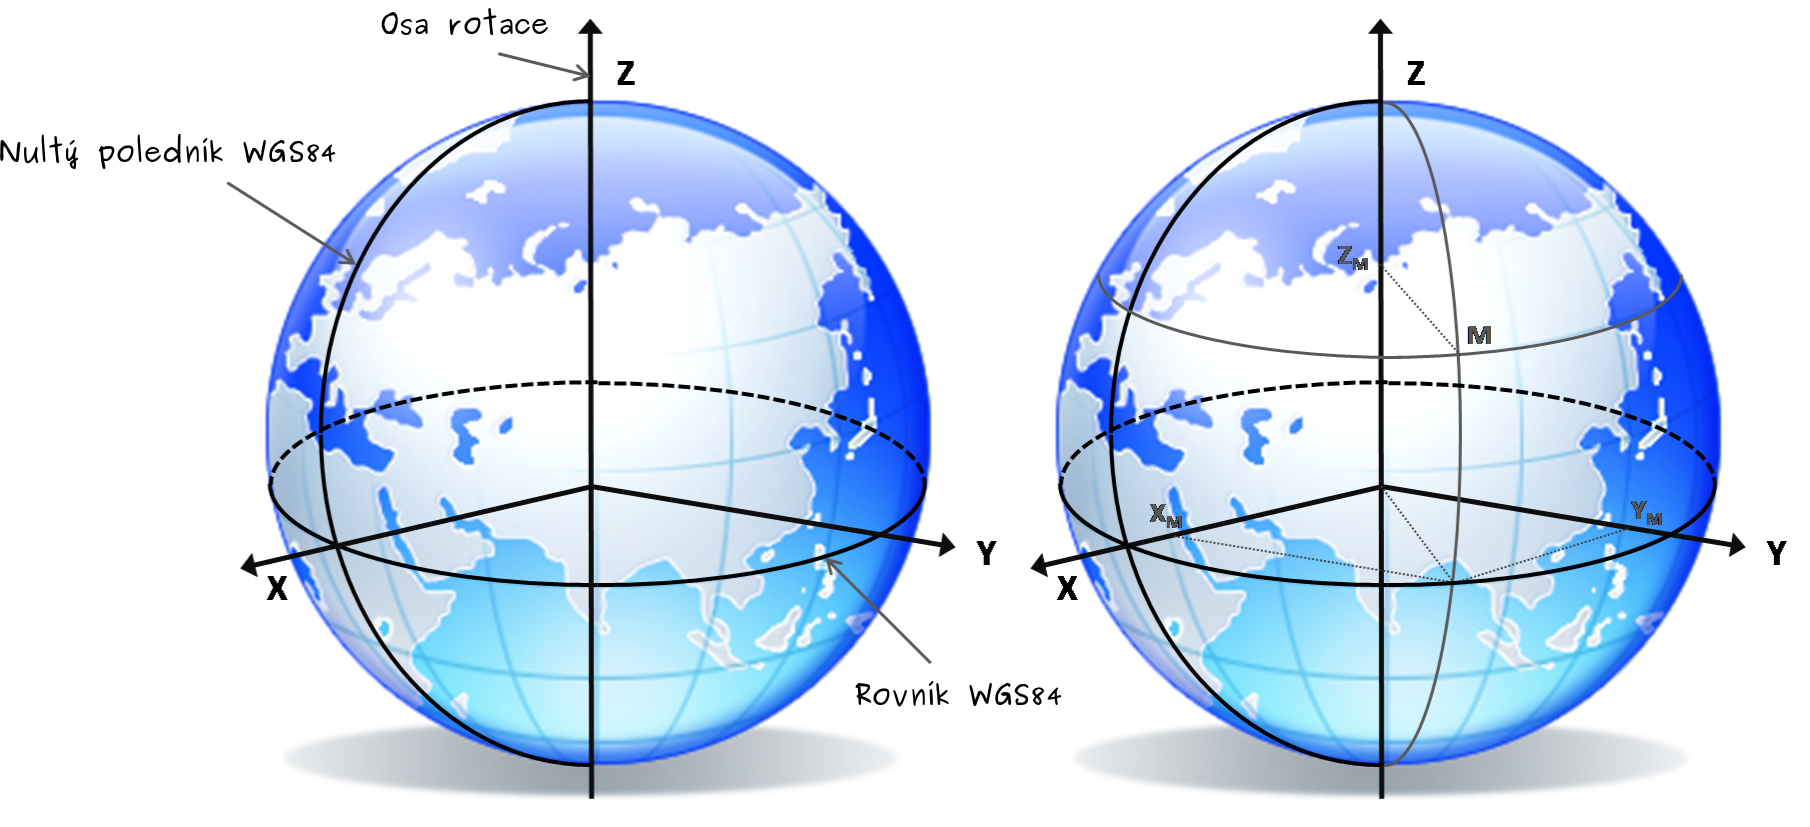 Osa rotace
Z
Nultý poledník WGS84
Y
X
Rovník WGS84
Z
Z_M
M
X_M
Y_M
Y
X